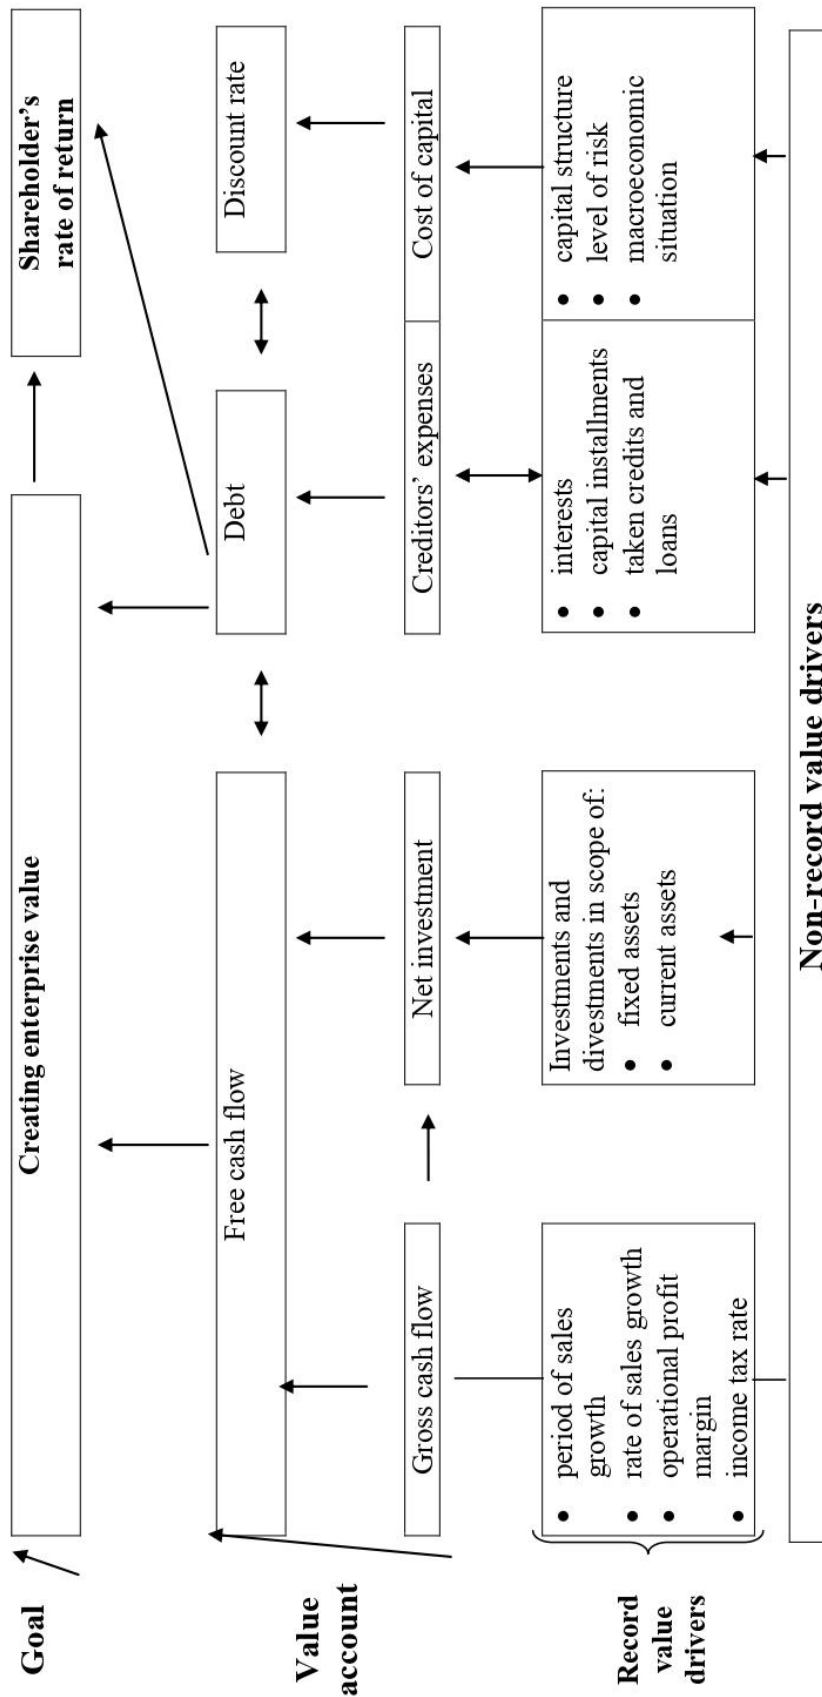 Goal
Creating enterprise value
Shareholder's
rate of return
Value
account
Free cash flow
Debt
Discount rate
Gross cash flow
Net investment
Creditors' expenses
Cost of capital
Record
value
drivers
• period of sales
growth
• rate of sales growth
• operational profit
margin
• income tax rate
Investments and
divestments in scope of:
• fixed assets
• current assets
• interests
• capital installments
• taken credits and
loans
• capital structure
• level of risk
• macroeconomic
situation
Non-record value drivers